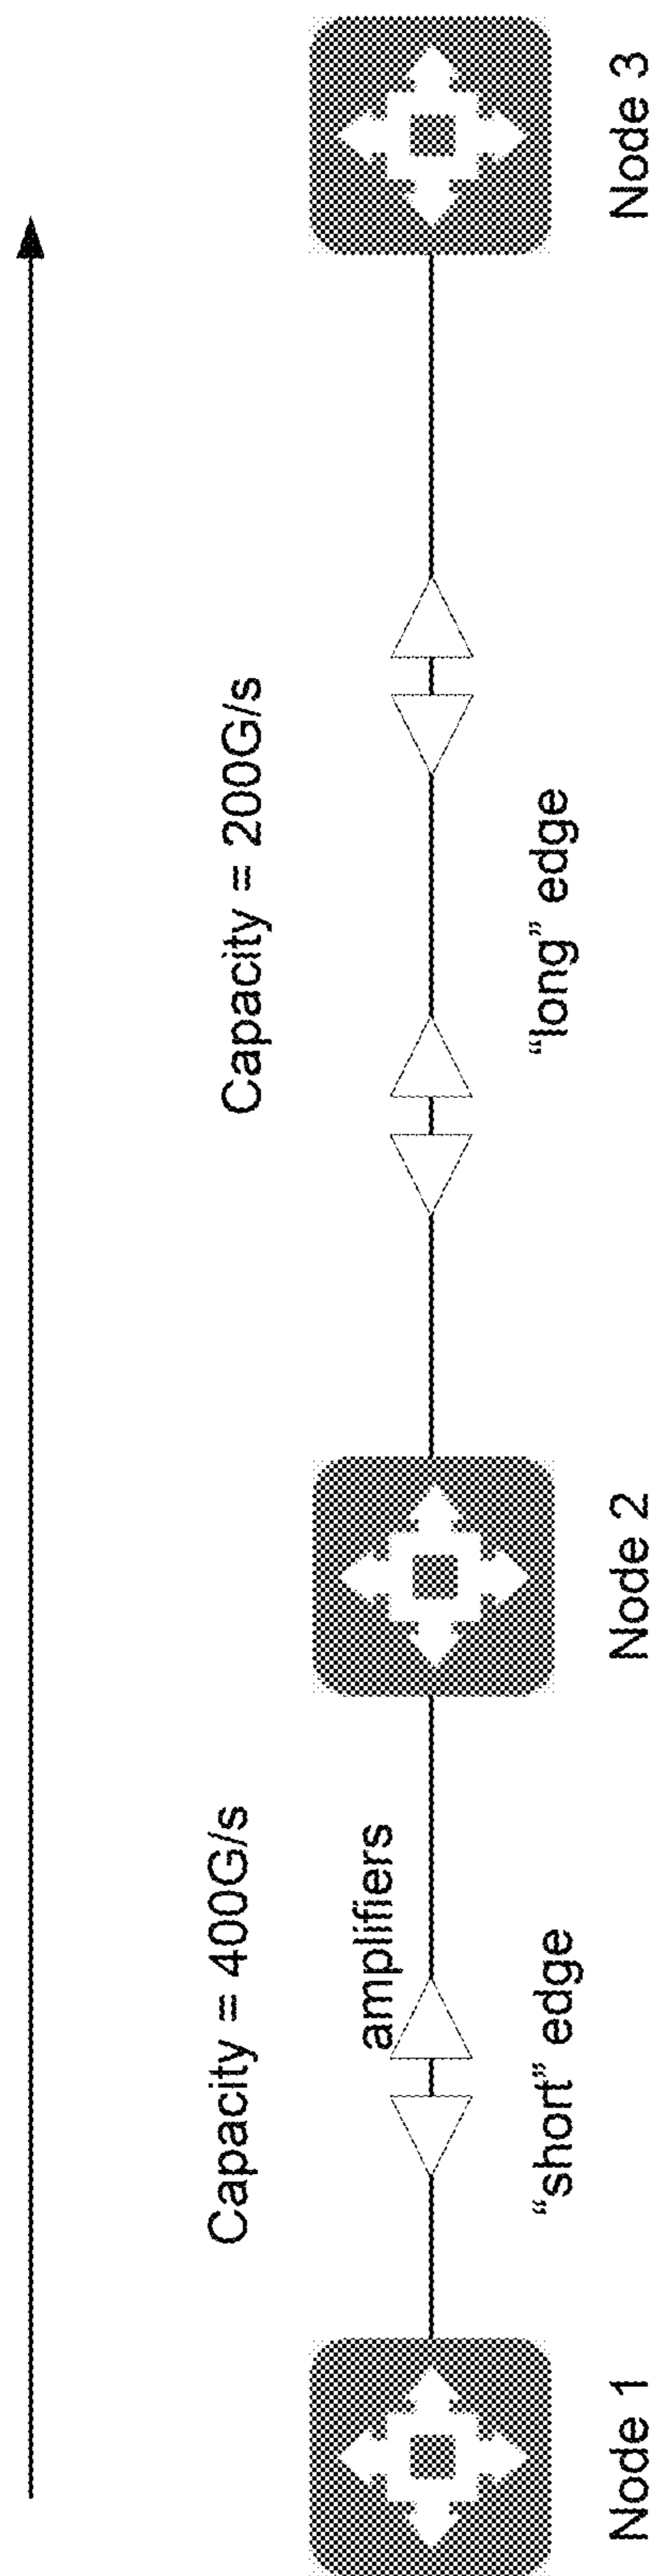 Capacity = 400G/s
Capacity = 200G/s
amplifiers
“short” edge
“long” edge
Node 1
Node 2
Node 3